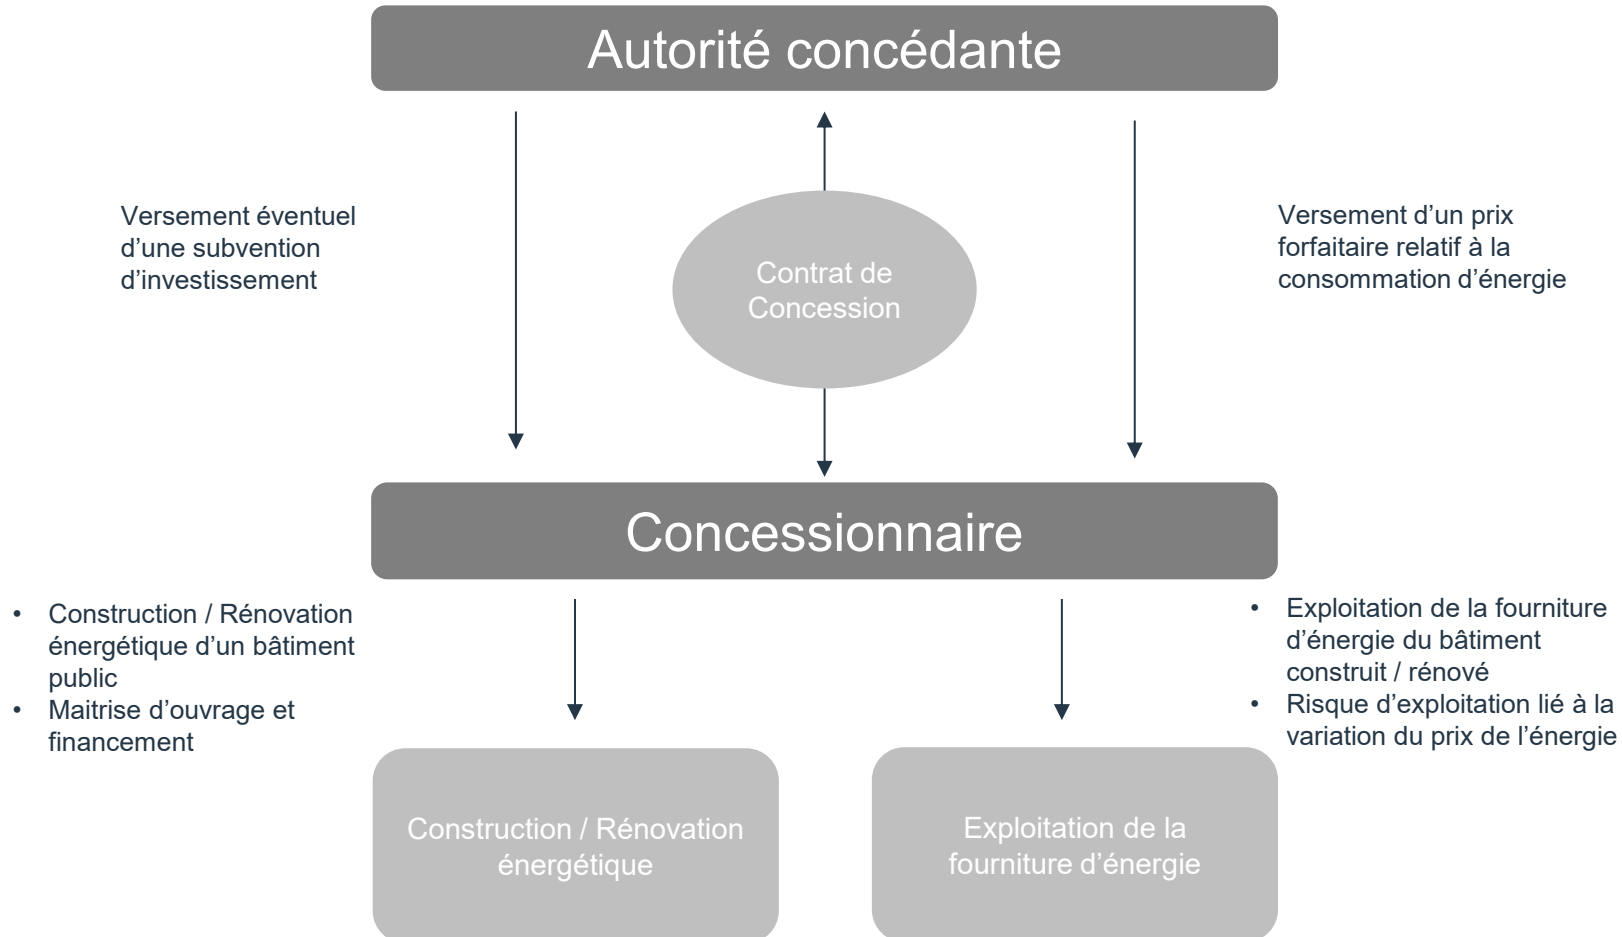 Autorité concédante
Versement éventuel
d’une subvention
d’investissement
Contrat de
Concession
Versement d’un prix
forfaitaire relatif à la
consommation d’énergie
Concessionnaire
• Construction / Rénovation
énergétique d’un bâtiment
public
• Maitrise d’ouvrage et
financement
• Exploitation de la fourniture
d’énergie du bâtiment
construit / rénové
• Risque d’exploitation lié à la
variation du prix de l’énergie
Construction / Rénovation
énergétique
Exploitation de la
fourniture d’énergie